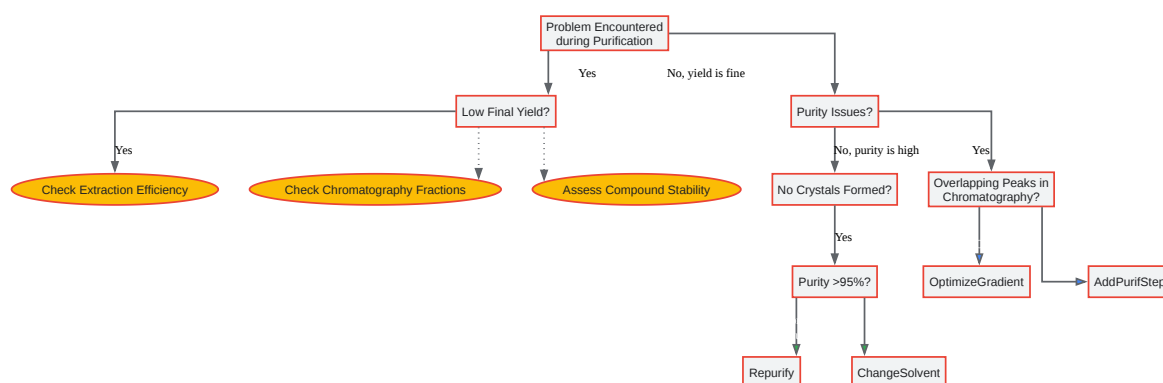 Problem Encountered
during Purification
Yes
No, yield is fine
Low Final Yield?
Purity Issues?
Yes
No, purity is high
Yes
Check Extraction Efficiency
Check Chromatography Fractions
Assess Compound Stability
No Crystals Formed?
Overlapping Peaks in
Chromatography?
Yes
Purity >95%?
OptimizeGradient
AddPurifStep
Repurify
ChangeSolvent